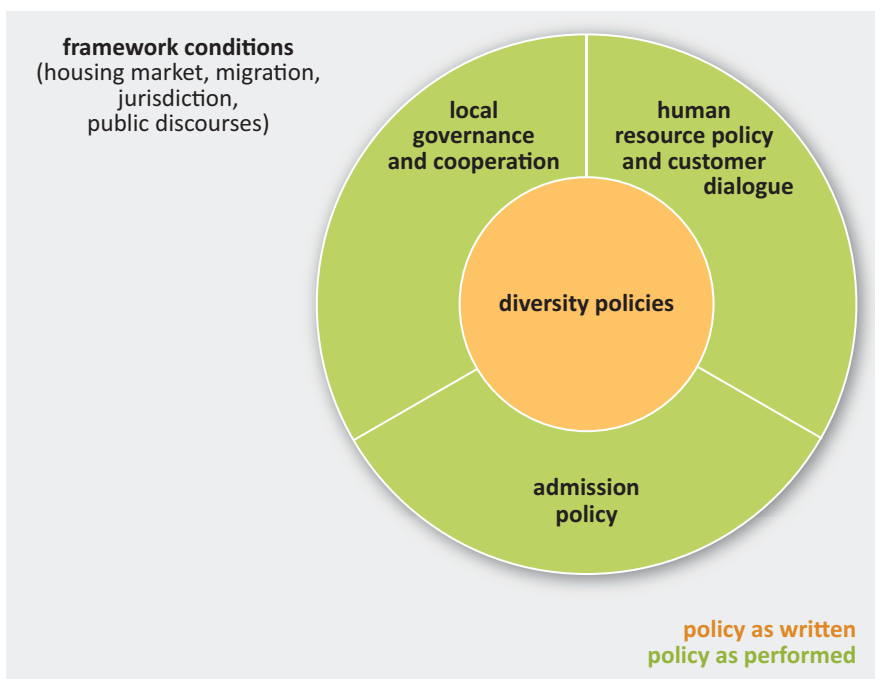 framework conditions
(housing market, migration,
jurisdiction,
public discourses)
local
governance
and cooperation
human
resource policy
and customer
dialogue
diversity policies
admission
policy
policy as written
policy as performed